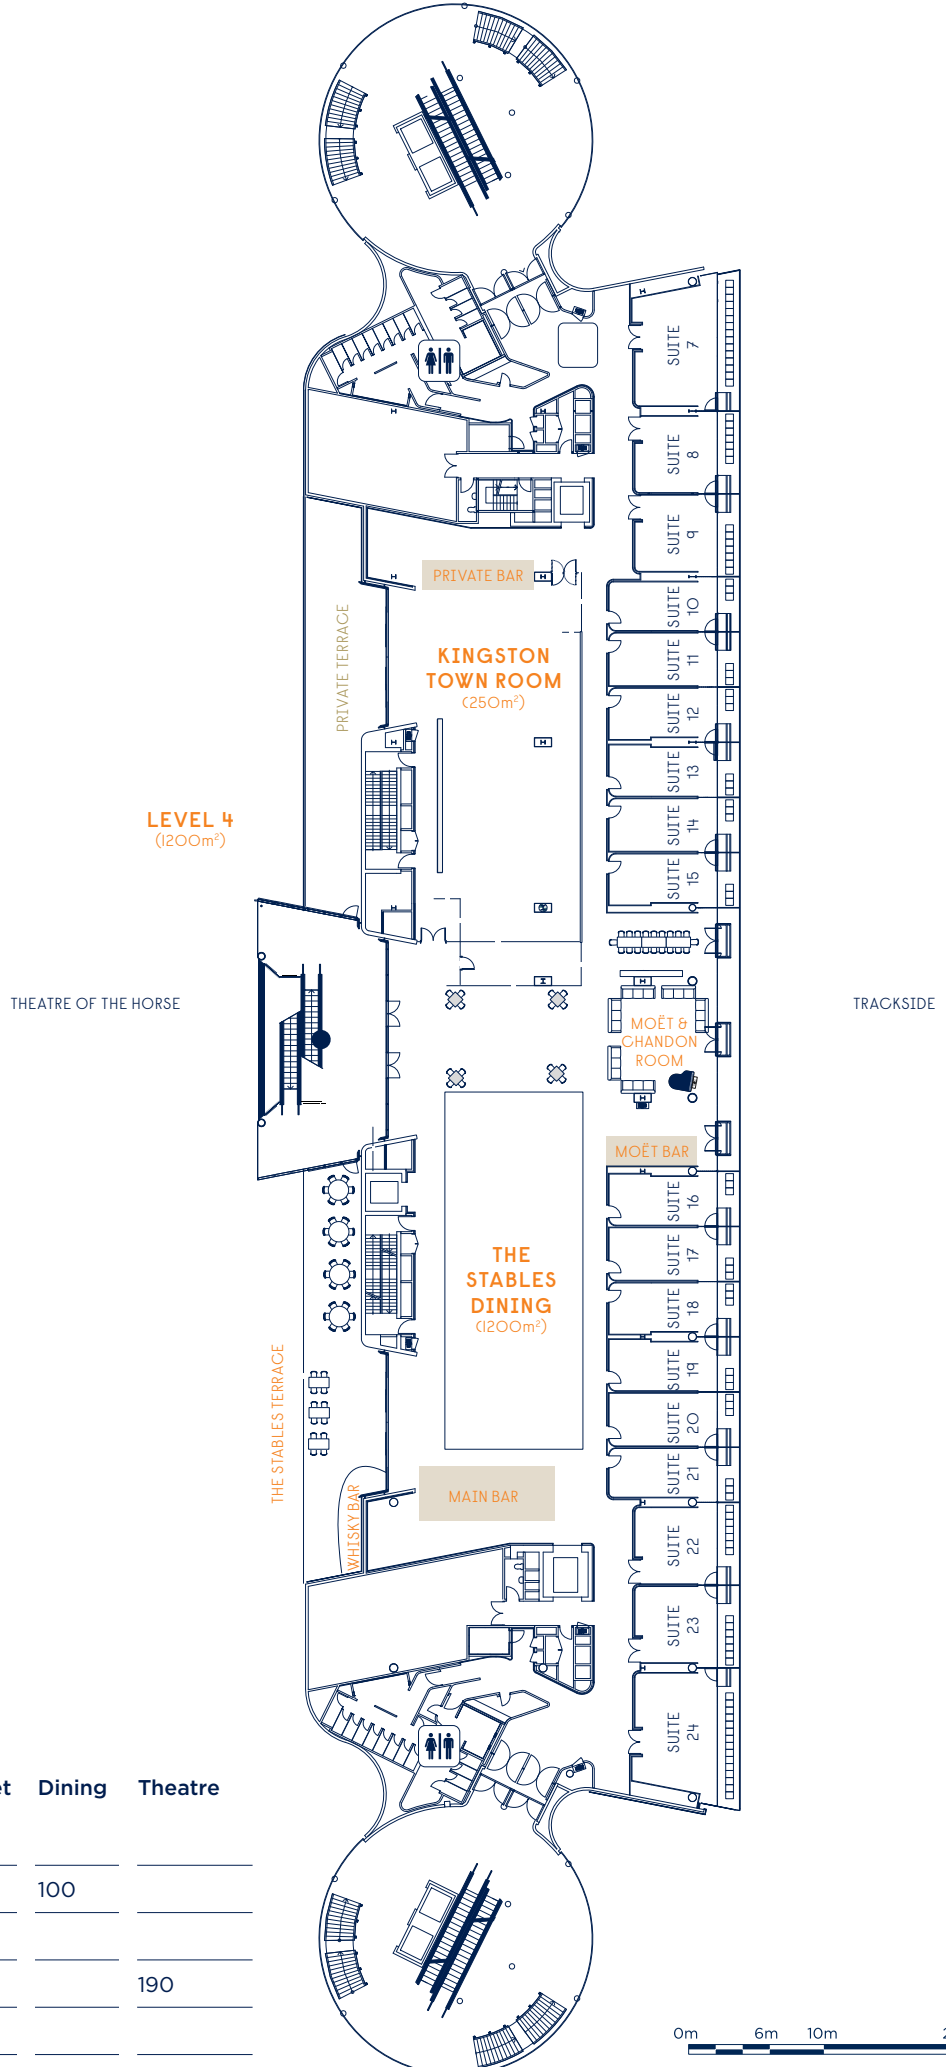 SUITE
7
SUITE
8
SUITE
9
PRIVATE BAR
SUITE
10
PRIVATE TERRACE
KINGSTON
TOWN ROOM
(250m²)
SUITE
11
SUITE
12
SUITE
13
LEVEL 4
(1200m²)
SUITE
14
SUITE
15
THEATRE OF THE HORSE
TRACKSIDE
MOËT &
CHANDON
ROOM
MOËT BAR
SUITE
16
THE
STABLES
DINING
(1200m²)
SUITE
17
SUITE
18
SUITE
19
THE STABLES TERRACE
SUITE
20
SUITE
21
MAIN BAR
WHISKY BAR
SUITE
22
SUITE
23
SUITE
24
Dining Theatre
100
190
0m 6m 10m